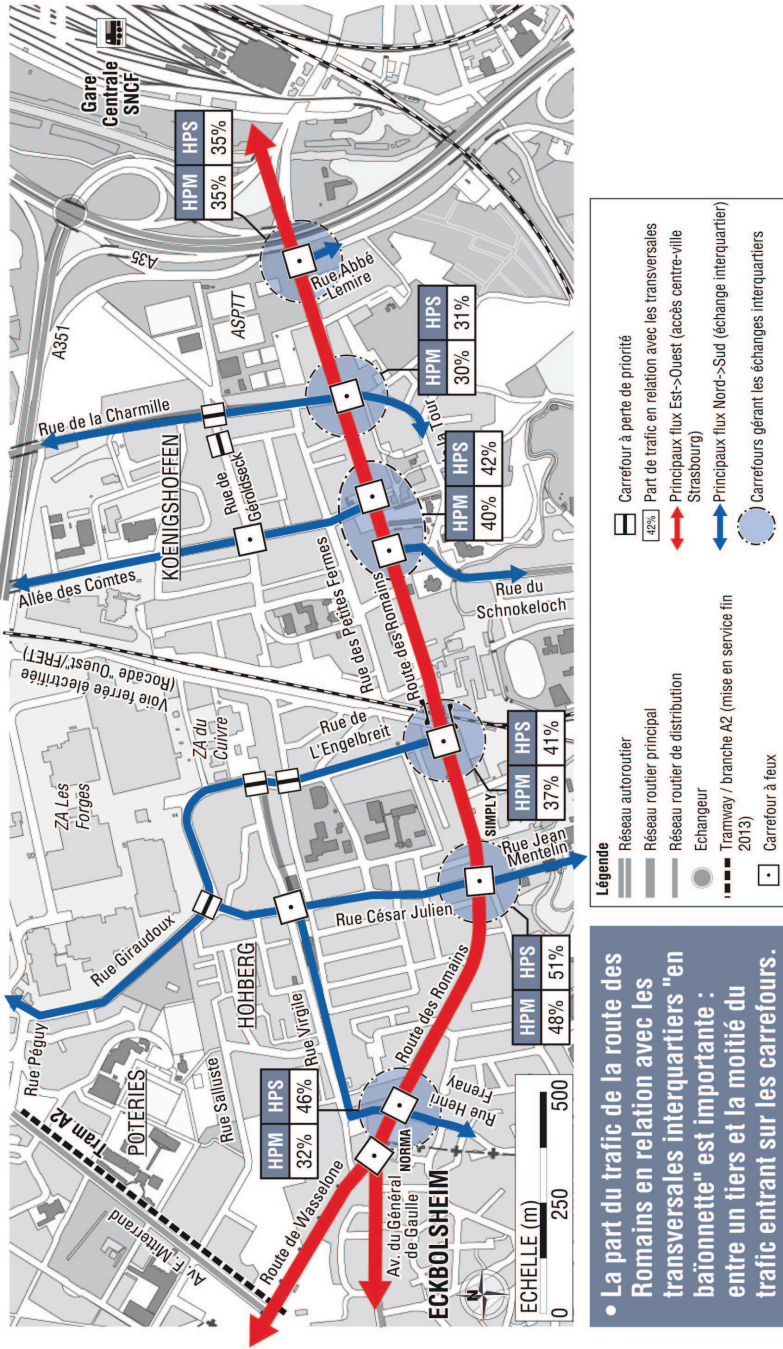 Gare
Centrale
SNCF
HPM HPS
35% 35%
A35
A351
Rue Abbé
Lemire
ASPTT
HPM HPS
30% 31%
Rue de la Charmille
Rue de
Géroldseck
KOENIGSHOFFEN
Allée des Comtes
HPM HPS
40% 42%
la Tour
Rue du
Schnokeloch
Rue des Petites Fermes
Route des Romains
Voie ferrée électrifiée
(Rocade "Ouest"/FRET)
ZA du
Cuivre
Rue de
L'Engelbreit
HPM HPS
37% 41%
SIMPLY
ZA Les
Forges
Rue Jean
Mentelin
Rue César Julien
Rue Giraudoux
HOHBERG
HPM HPS
48% 51%
Route des Romains
Rue Virgile
Rue Péguy
POTERIES
Rue Salluste
HPM HPS
32% 46%
Rue Henri
Frenay
NORMA
Tram A2
Av. F. Mitterrand
Route de Wasselone
Av. du Général
de Gaulle
ECKBOLSHEIM
N
ECHELLE (m)
0 250 500
• La part du trafic de la route des
Romains en relation avec les
transversales interquartiers "en
baïonnette" est importante :
entre un tiers et la moitié du
trafic entrant sur les carrefours.
Légende
Réseau autoroutier
Réseau routier principal
Réseau routier de distribution
Echangeur
Tramway / branche A2 (mise en service fin
2013)
Carrefour à feux
Carrefour à perte de priorité
42% Part de trafic en relation avec les transversales
Principaux flux Est->Ouest (accès centre-ville
Strasbourg)
Principaux flux Nord->Sud (échange interquartier)
Carrefours gérant les échanges interquartiers